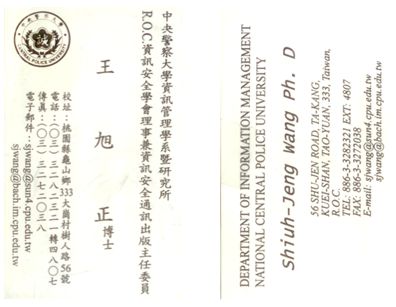 中央警察大學
CENTRAL POLICE UNIVERSITY
中央警察大學資訊管理學系暨研究所
R.O.C.資訊安全學會理事兼資訊安全通訊出版主任委員
王旭正 博士
校址：桃園縣龜山鄉333大崗村樹人路56號
電話：(〇三)三二八二三二一轉四八〇七
傳眞：(〇三)三二七二〇三八
電子郵件：sjwang@sun4.cpu.edu.tw
sjwang@bach.im.cpu.edu.tw
DEPARTMENT OF INFORMATION MANAGEMENT
NATIONAL CENTRAL POLICE UNIVERSITY
Shiuh-Jeng Wang Ph. D
56 SHU-JEN ROAD, TA-KANG,
KUEI-SHAN, TAO-YUAN, 333, Taiwan,
R.O.C.
TEL: 886-3-3282321 EXT: 4807
FAX: 886-3-3272038
E-mail: sjwang@sun4.cpu.edu.tw
sjwang@bach.im.cpu.edu.tw